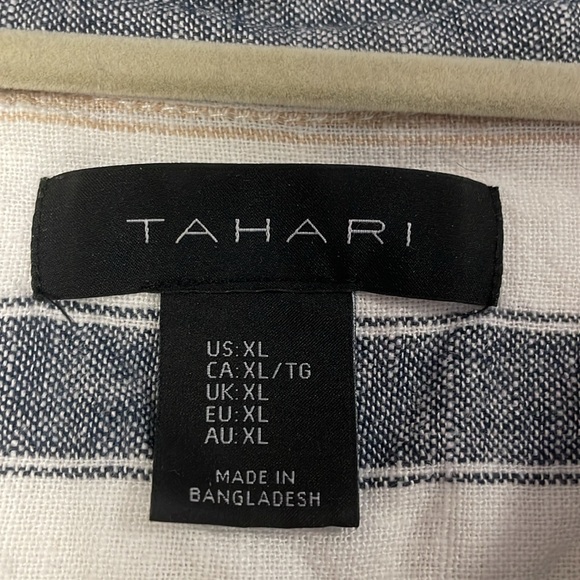 TAHARI
US:XL
CA:XL/TG
UK:XL
EU:XL
AU:XL
MADE IN
BANGLADESH